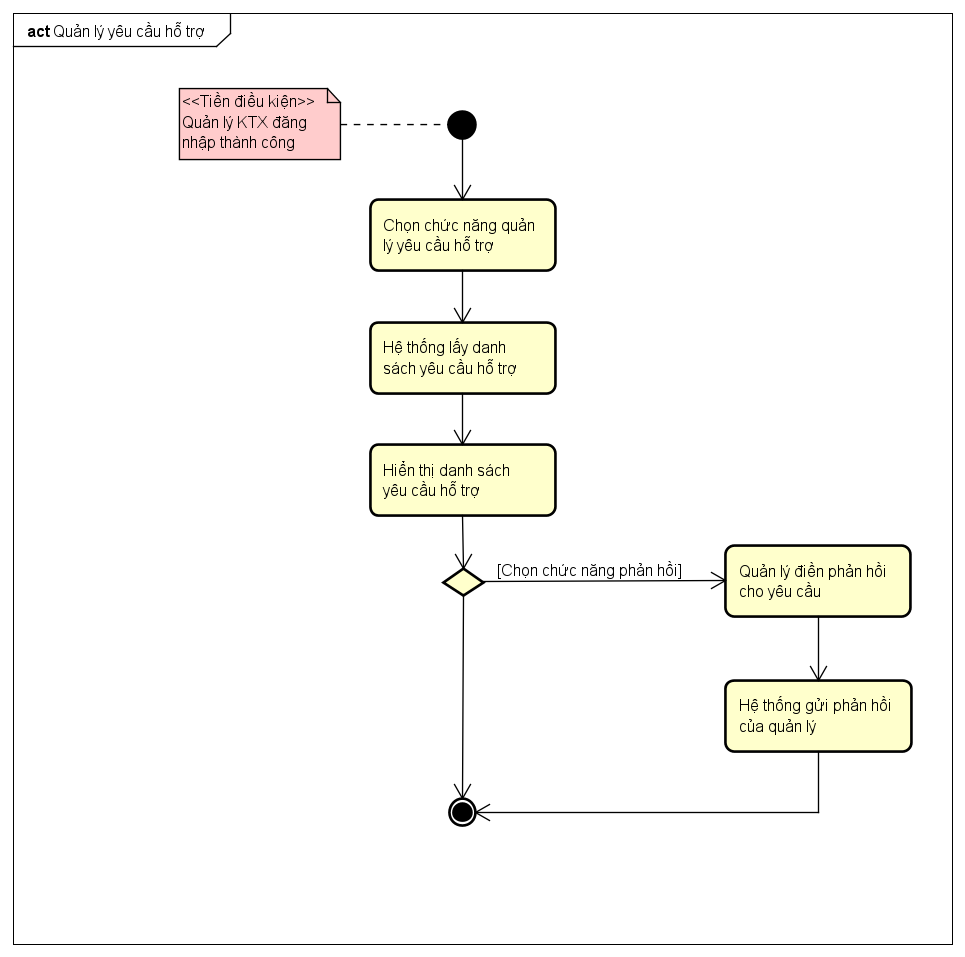 act Quản lý yêu cầu hỗ trợ
<<Tiền điều kiện>>
Quản lý KTX đăng
nhập thành công
Chọn chức năng quản
lý yêu cầu hỗ trợ
Hệ thống lấy danh
sách yêu cầu hỗ trợ
Hiển thị danh sách
yêu cầu hỗ trợ
[Chọn chức năng phản hồi]
Quản lý điền phản hồi
cho yêu cầu
Hệ thống gửi phản hồi
của quản lý